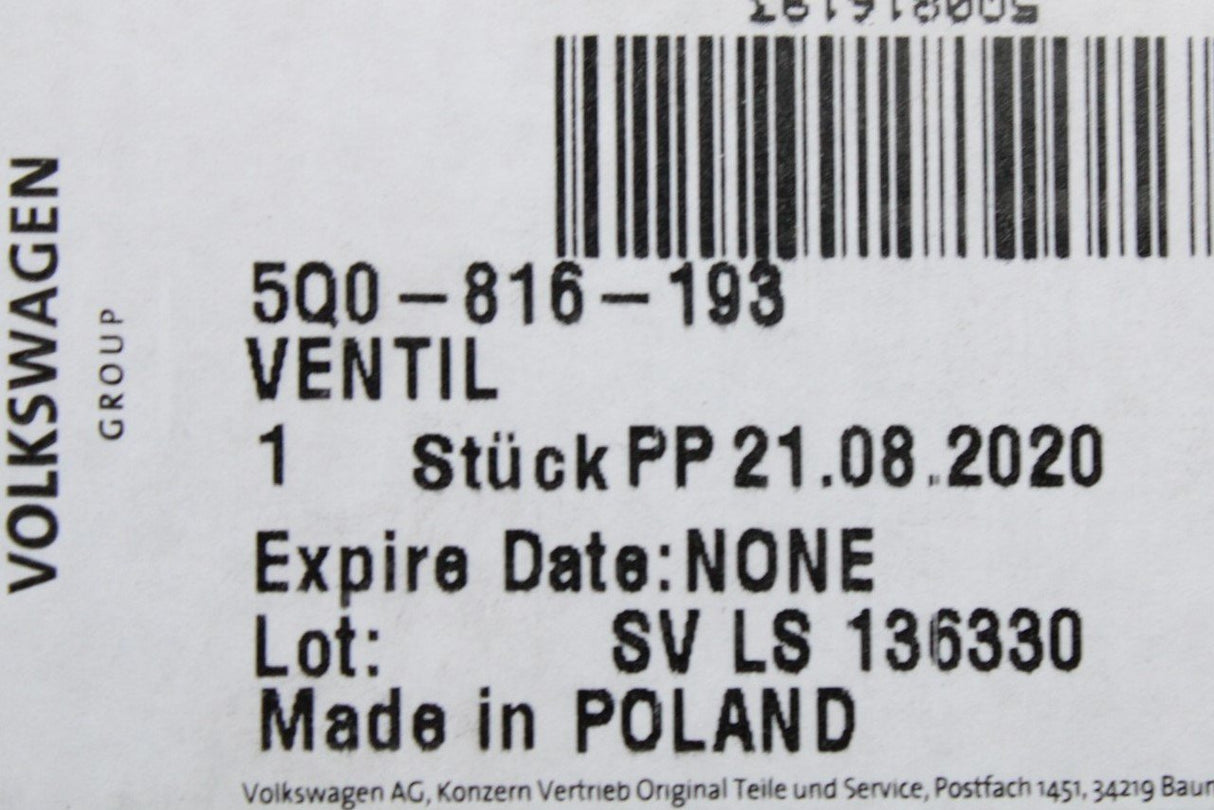 5Q0816193
VOLKSWAGEN
GROUP
5Q0-816-193
VENTIL
1 Stück PP 21.08.2020
Expire Date:NONE
Lot: SV LS 136330
Made in POLAND
Volkswagen AG, Konzern Vertrieb Original Teile und Service, Postfach 1451, 34219